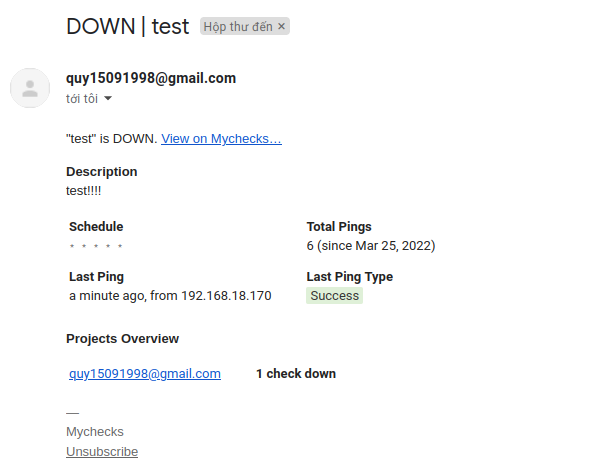 DOWN | test Hộp thư đến ×
quy15091998@gmail.com
tới tôi
"test" is DOWN. View on Mychecks…
Description
test!!!!
Schedule Total Pings
* * * * * 6 (since Mar 25, 2022)
Last Ping Last Ping Type
a minute ago, from 192.168.18.170 Success
Projects Overview
quy15091998@gmail.com 1 check down
—
Mychecks
Unsubscribe